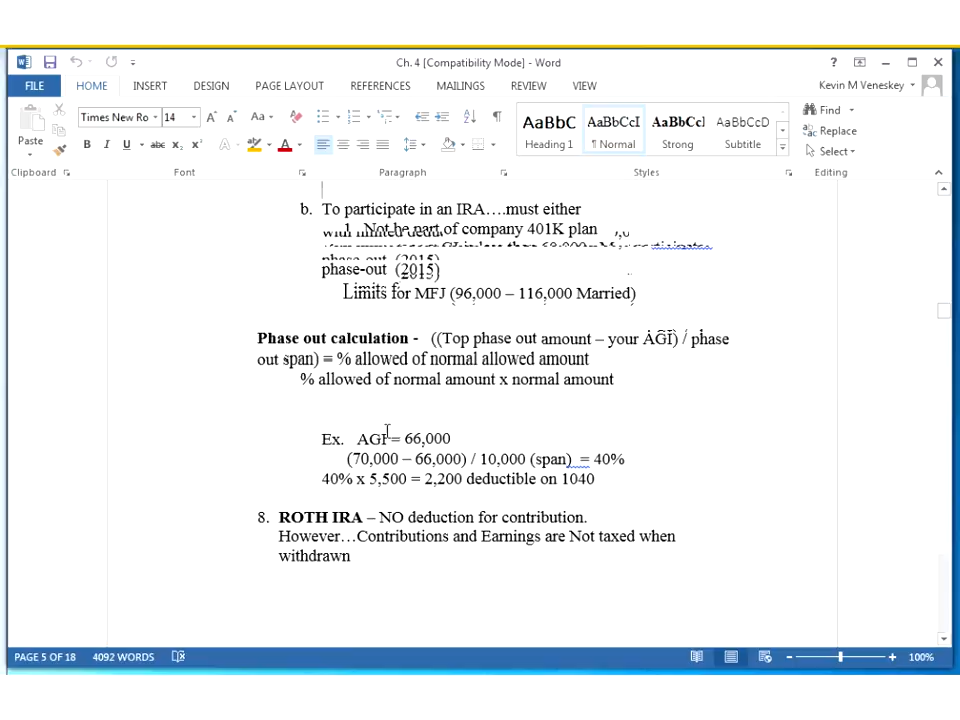 Ch. 4 [Compatibility Mode] - Word
?
FILE HOME INSERT DESIGN PAGE LAYOUT REFERENCES MAILINGS REVIEW VIEW
Kevin M Veneskey
Paste
Times New Ro 14
Aa
B I U abc x₂ x² A A
AaBbC AaBbCcI AaBbCcI AaBbCcD
Heading 1 ¶ Normal Strong Subtitle
Find
Replace
Select
Clipboard Font Paragraph Styles Editing
b. To participate in an IRA….must either
1. Not be part of company 401K plan
phase-out (2015)
Limits for MFJ (96,000 – 116,000 Married)
Phase out calculation - ((Top phase out amount – your AGI) / phase
out span) = % allowed of normal allowed amount
% allowed of normal amount x normal amount
Ex. AGI = 66,000
(70,000 – 66,000) / 10,000 (span) = 40%
40% x 5,500 = 2,200 deductible on 1040
8. ROTH IRA – NO deduction for contribution.
However…Contributions and Earnings are Not taxed when
withdrawn
PAGE 5 OF 18 4092 WORDS
100%